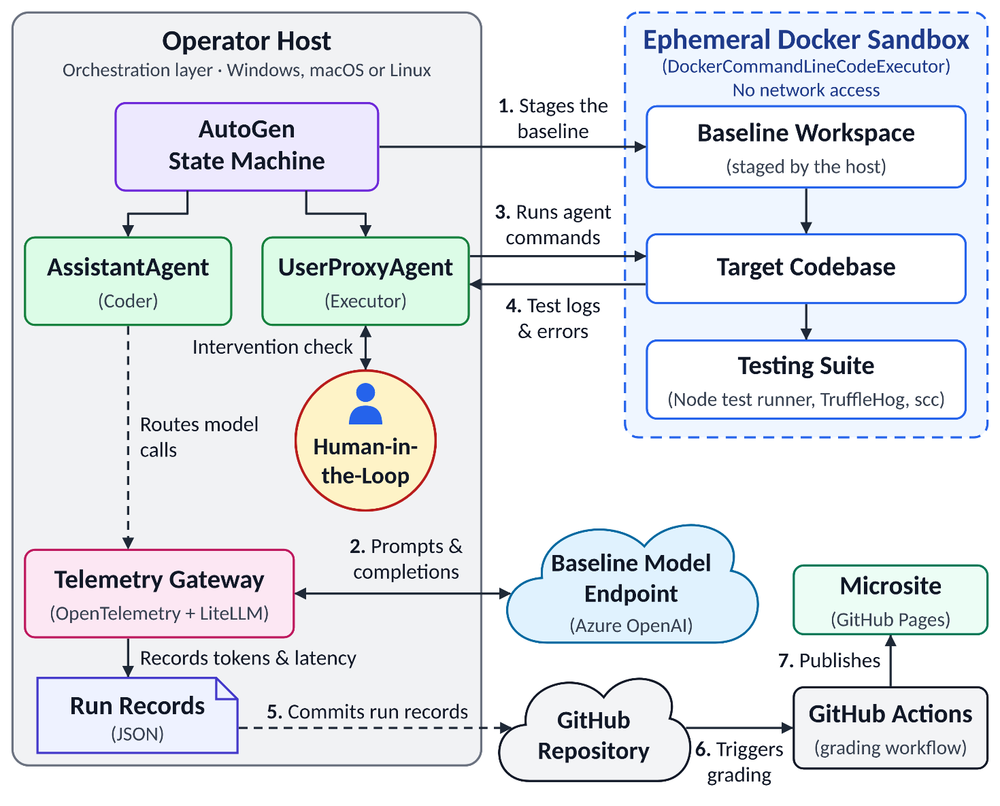 Operator Host
Orchestration layer · Windows, macOS or Linux
AutoGen
State Machine
AssistantAgent
(Coder)
UserProxyAgent
(Executor)
Intervention check
Human-in-
the-Loop
Routes model
calls
Telemetry Gateway
(OpenTelemetry + LiteLLM)
Records tokens & latency
Run Records
(JSON)
1. Stages the
baseline
3. Runs agent
commands
4. Test logs
& errors
2. Prompts &
completions
5. Commits run records
Ephemeral Docker Sandbox
(DockerCommandLineCodeExecutor)
No network access
Baseline Workspace
(staged by the host)
Target Codebase
Testing Suite
(Node test runner, TruffleHog, scc)
Baseline Model
Endpoint
(Azure OpenAI)
GitHub
Repository
6. Triggers
grading
Microsite
(GitHub Pages)
7. Publishes
GitHub Actions
(grading workflow)